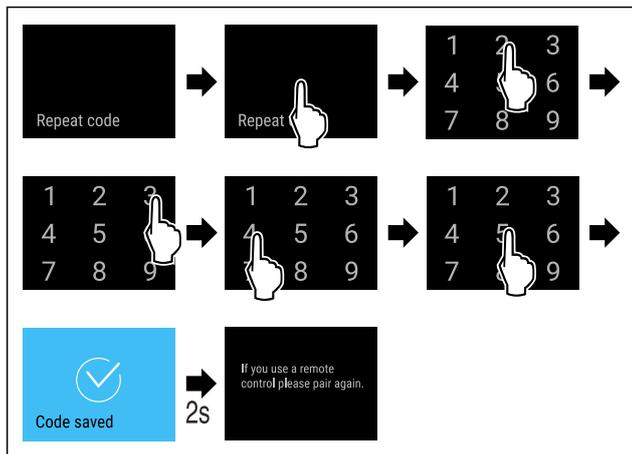 Repeat code
Repeat
1 2 3
4 6
7 8 9
1 2 3
4 5
7 8 9
1 2 3
4 5 6
8 9
1 2 3
4 5 6
7 9
Code saved
2s
If you use a remote
control please pair again.